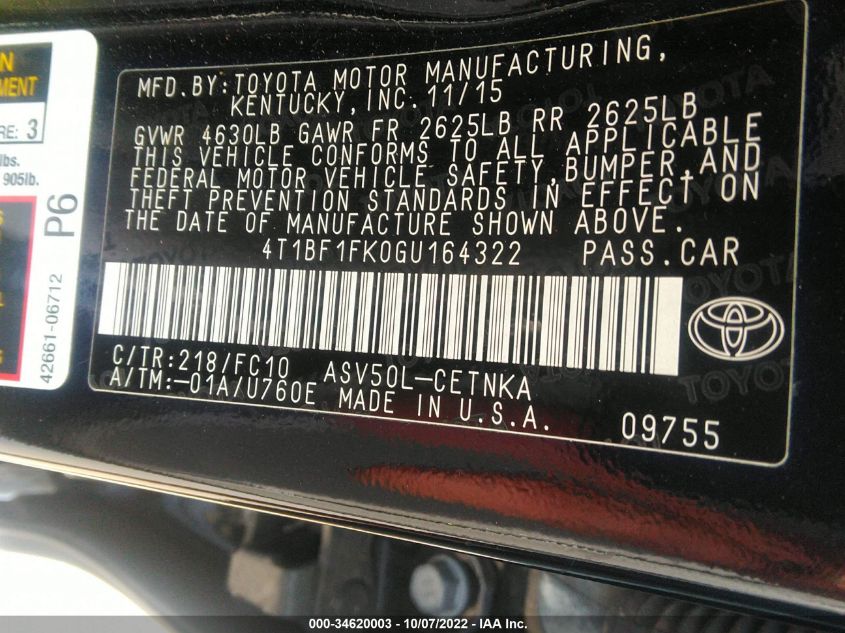 N
EMENT
RE: 3
lbs.
905lb.
P6
42661-06712
MFD.BY:TOYOTA MOTOR MANUFACTURING,
KENTUCKY,INC.11/15
GVWR 4630LB GAWR FR 2625LB RR 2625LB
THIS VEHICLE CONFORMS TO ALL APPLICABLE
FEDERAL MOTOR VEHICLE SAFETY,BUMPER,AND
THEFT PREVENTION STANDARDS IN EFFECT ON
THE DATE OF MANUFACTURE SHOWN ABOVE.
4T1BF1FK0GU164322 PASS.CAR
C/TR:218/FC10 ASV50L-CETNKA
A/TM:-01A/U760E MADE IN U.S.A.
09755
000-34620003 - 10/07/2022 - IAA Inc.